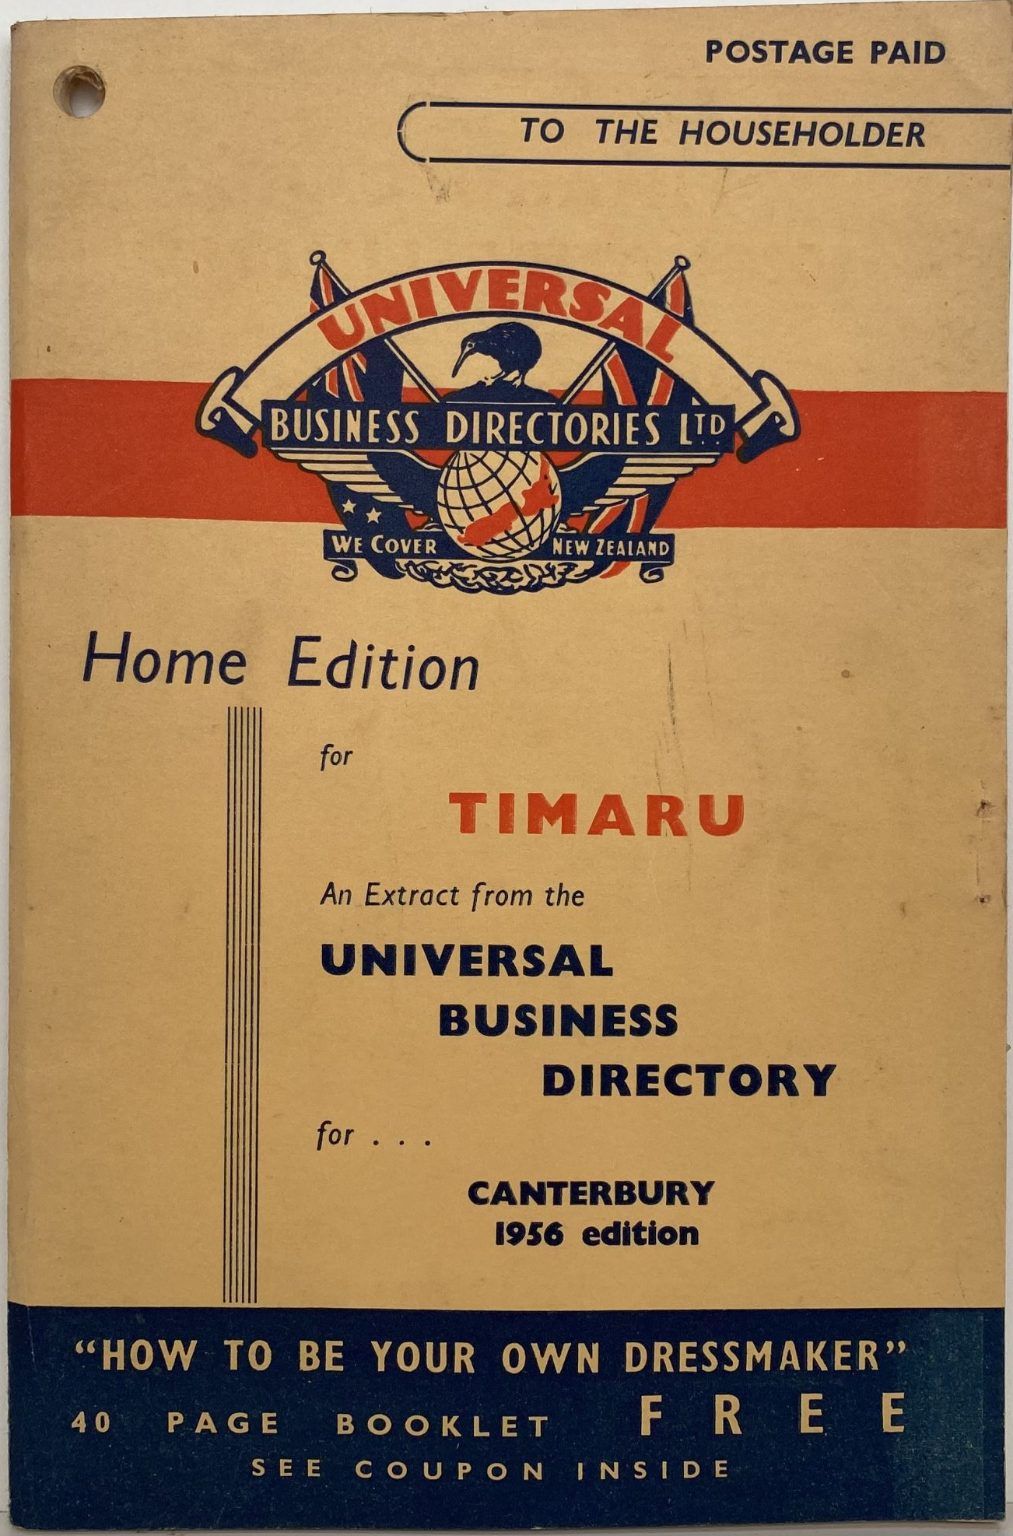 POSTAGE PAID
TO THE HOUSEHOLDER
UNIVERSAL
BUSINESS DIRECTORIES LTD
WE COVER NEW ZEALAND
Home Edition
for
TIMARU
An Extract from the
UNIVERSAL
BUSINESS
DIRECTORY
for . . .
CANTERBURY
1956 edition
“HOW TO BE YOUR OWN DRESSMAKER”
40 PAGE BOOKLET FREE
SEE COUPON INSIDE